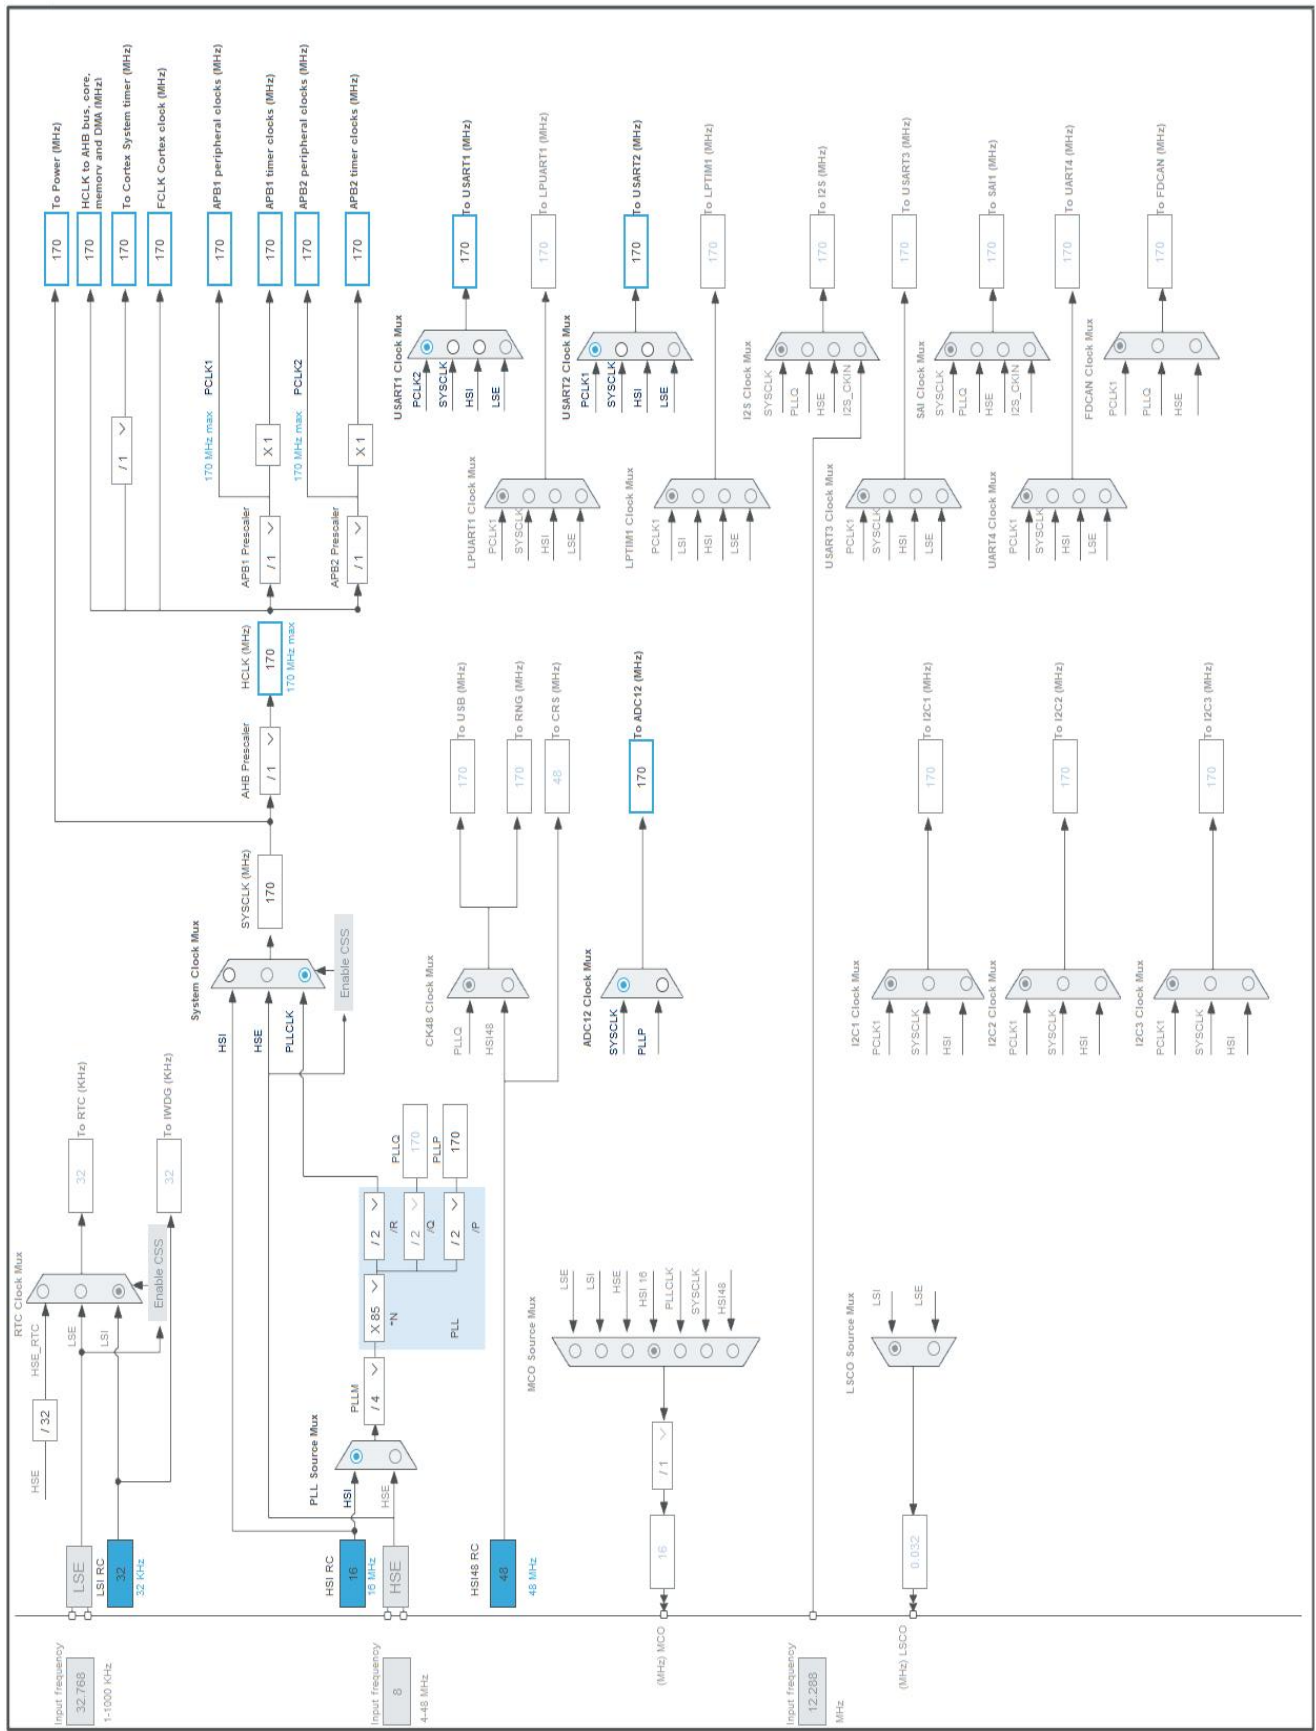 Input frequency
32.768
1-1000 KHz
LSE
LSI RC
32
32 KHz
HSE
/ 32
HSE_RTC
LSE
LSI
RTC Clock Mux
Enable CSS
32
To RTC (KHz)
32
To IWDG (KHz)
Input frequency
8
4-48 MHz
HSI RC
16
16 MHz
HSE
HSI
HSE
PLL Source Mux
PLLM
/ 4
X 85
*N
/ 2
/R
/ 2
/Q
/ 2
/P
PLL
PLLQ
170
PLLP
170
HSI48 RC
48
48 MHz
System Clock Mux
HSI
HSE
PLLCLK
Enable CSS
SYSCLK (MHz)
170
AHB Prescaler
/ 1
HCLK (MHz)
170
170 MHz max
APB1 Prescaler
/ 1
APB2 Prescaler
/ 1
/ 1
170 MHz max
PCLK1
X 1
170 MHz max
PCLK2
X 1
170
To Power (MHz)
170
HCLK to AHB bus, core,
memory and DMA (MHz)
170
To Cortex System timer (MHz)
170
FCLK Cortex clock (MHz)
170
APB1 peripheral clocks (MHz)
170
APB1 timer clocks (MHz)
170
APB2 peripheral clocks (MHz)
170
APB2 timer clocks (MHz)
CK48 Clock Mux
PLLQ
HSI48
170
To USB (MHz)
170
To RNG (MHz)
48
To CRS (MHz)
ADC12 Clock Mux
SYSCLK
PLLP
170
To ADC12 (MHz)
USART1 Clock Mux
PCLK2
SYSCLK
HSI
LSE
170
To USART1 (MHz)
LPUART1 Clock Mux
PCLK1
SYSCLK
HSI
LSE
170
To LPUART1 (MHz)
USART2 Clock Mux
PCLK1
SYSCLK
HSI
LSE
170
To USART2 (MHz)
LPTIM1 Clock Mux
PCLK1
LSI
HSI
LSE
170
To LPTIM1 (MHz)
I2S Clock Mux
SYSCLK
PLLQ
HSE
I2S_CKIN
170
To I2S (MHz)
USART3 Clock Mux
PCLK1
SYSCLK
HSI
LSE
170
To USART3 (MHz)
SAI Clock Mux
SYSCLK
PLLQ
HSE
I2S_CKIN
170
To SAI1 (MHz)
UART4 Clock Mux
PCLK1
SYSCLK
HSI
LSE
170
To UART4 (MHz)
FDCAN Clock Mux
PCLK1
PLLQ
HSE
170
To FDCAN (MHz)
(MHz) MCO
16
/ 1
MCO Source Mux
LSE
LSI
HSE
HSI 16
PLLCLK
SYSCLK
HSI48
Input frequency
12.288
MHz
(MHz) LSCO
0.032
LSCO Source Mux
LSI
LSE
I2C1 Clock Mux
PCLK1
SYSCLK
HSI
170
To I2C1 (MHz)
I2C2 Clock Mux
PCLK1
SYSCLK
HSI
170
To I2C2 (MHz)
I2C3 Clock Mux
PCLK1
SYSCLK
HSI
170
To I2C3 (MHz)